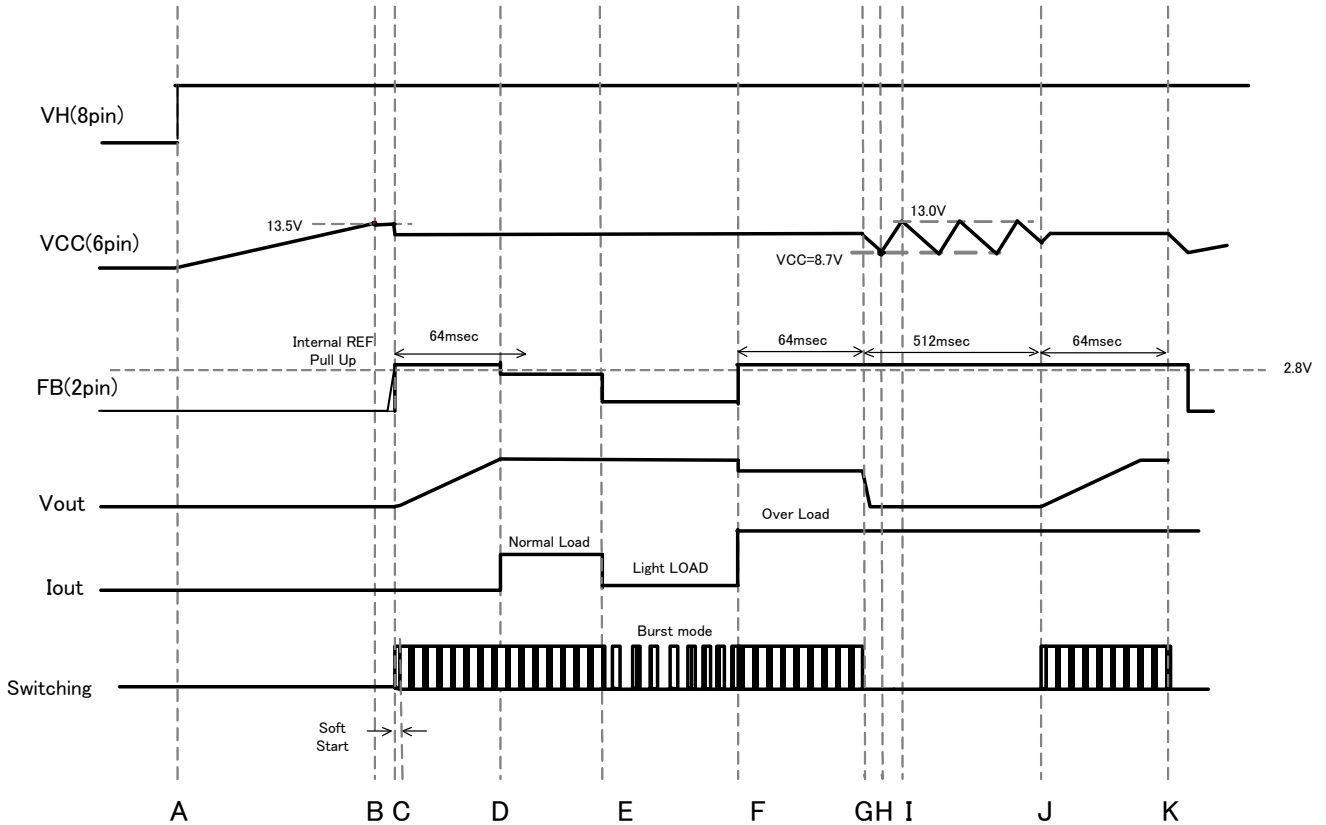 VH(8pin)
13.5V
13.0V
VCC(6pin)
VCC=8.7V
Internal REF
Pull Up
64msec
64msec
512msec
64msec
2.8V
FB(2pin)
Vout
Over Load
Normal Load
Light LOAD
Iout
Burst mode
Switching
Soft
Start
A B C D E F G H I J K